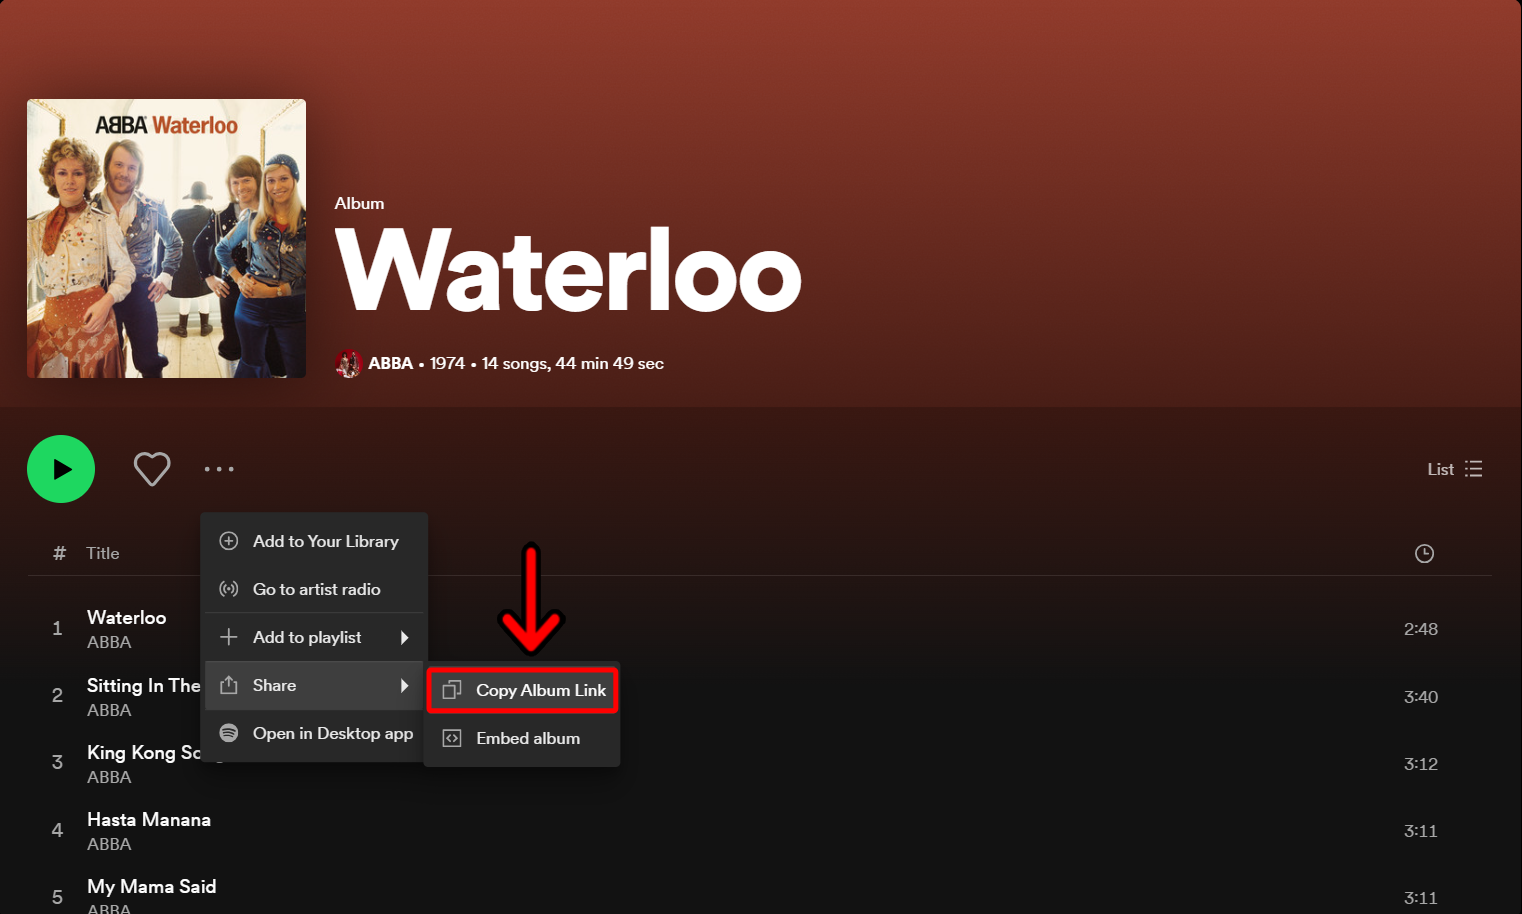 ABBA Waterloo
Album
Waterloo
ABBA • 1974 • 14 songs, 44 min 49 sec
List
# Title
Add to Your Library
Go to artist radio
Add to playlist
Share
Open in Desktop app
Copy Album Link
Embed album
1 Waterloo 2:48
ABBA
2 Sitting In The 3:40
ABBA
3 King Kong 3:12
ABBA
4 Hasta Manana 3:11
ABBA
5 My Mama Said 3:11
ABBA